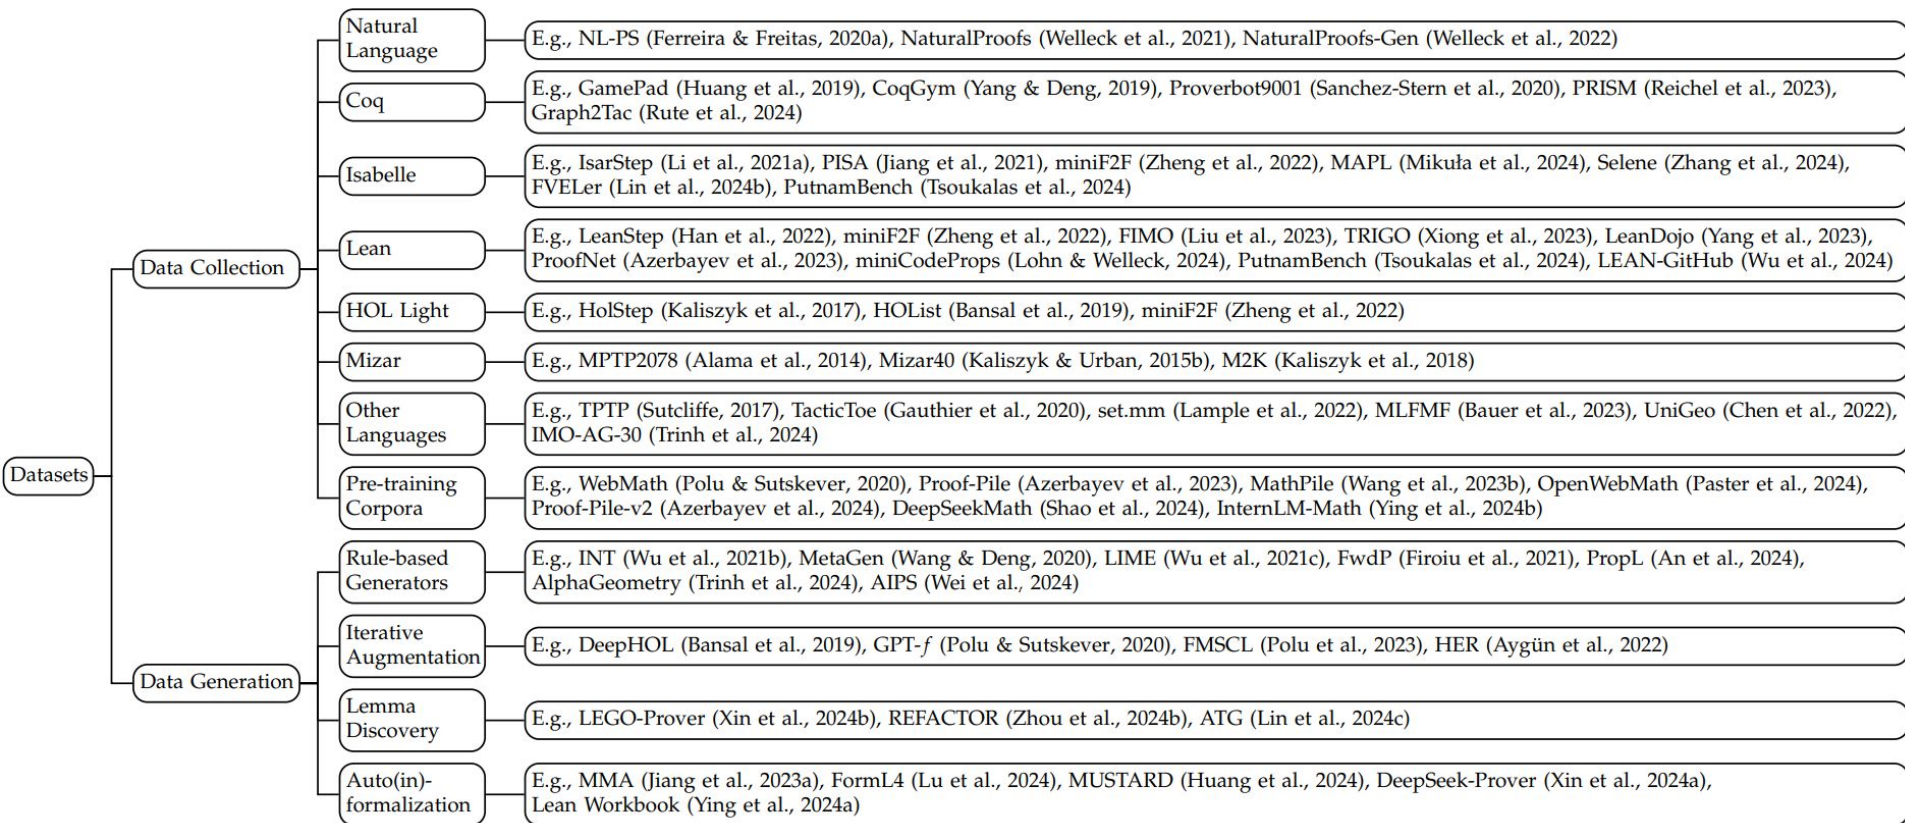 Natural
Language
E.g., NL-PS (Ferreira & Freitas, 2020a), NaturalProofs (Welleck et al., 2021), NaturalProofs-Gen (Welleck et al., 2022)
Coq
E.g., GamePad (Huang et al., 2019), CoqGym (Yang & Deng, 2019), Proverbot9001 (Sanchez-Stern et al., 2020), PRISM (Reichel et al., 2023),
Graph2Tac (Rute et al., 2024)
Isabelle
E.g., IsarStep (Li et al., 2021a), PISA (Jiang et al., 2021), miniF2F (Zheng et al., 2022), MAPL (Mikuła et al., 2024), Selene (Zhang et al., 2024),
FVELer (Lin et al., 2024b), PutnamBench (Tsoukalas et al., 2024)
Data Collection
Lean
E.g., LeanStep (Han et al., 2022), miniF2F (Zheng et al., 2022), FIMO (Liu et al., 2023), TRIGO (Xiong et al., 2023), LeanDojo (Yang et al., 2023),
ProofNet (Azerbayev et al., 2023), miniCodeProps (Lohn & Welleck, 2024), PutnamBench (Tsoukalas et al., 2024), LEAN-GitHub (Wu et al., 2024)
HOL Light
E.g., HolStep (Kaliszyk et al., 2017), HOList (Bansal et al., 2019), miniF2F (Zheng et al., 2022)
Mizar
E.g., MPTP2078 (Alama et al., 2014), Mizar40 (Kaliszyk & Urban, 2015b), M2K (Kaliszyk et al., 2018)
Other
Languages
E.g., TPTP (Sutcliffe, 2017), TacticToe (Gauthier et al., 2020), set.mm (Lample et al., 2022), MLFMF (Bauer et al., 2023), UniGeo (Chen et al., 2022),
IMO-AG-30 (Trinh et al., 2024)
Datasets
Pre-training
Corpora
E.g., WebMath (Polu & Sutskever, 2020), Proof-Pile (Azerbayev et al., 2023), MathPile (Wang et al., 2023b), OpenWebMath (Paster et al., 2024),
Proof-Pile-v2 (Azerbayev et al., 2024), DeepSeekMath (Shao et al., 2024), InternLM-Math (Ying et al., 2024b)
Rule-based
Generators
E.g., INT (Wu et al., 2021b), MetaGen (Wang & Deng, 2020), LIME (Wu et al., 2021c), FwdP (Firoiu et al., 2021), PropL (An et al., 2024),
AlphaGeometry (Trinh et al., 2024), AIPS (Wei et al., 2024)
Iterative
Augmentation
E.g., DeepHOL (Bansal et al., 2019), GPT-f (Polu & Sutskever, 2020), FMSCL (Polu et al., 2023), HER (Aygün et al., 2022)
Data Generation
Lemma
Discovery
E.g., LEGO-Prover (Xin et al., 2024b), REFACTOR (Zhou et al., 2024b), ATG (Lin et al., 2024c)
Auto(in)-
formalization
E.g., MMA (Jiang et al., 2023a), FormL4 (Lu et al., 2024), MUSTARD (Huang et al., 2024), DeepSeek-Prover (Xin et al., 2024a),
Lean Workbook (Ying et al., 2024a)